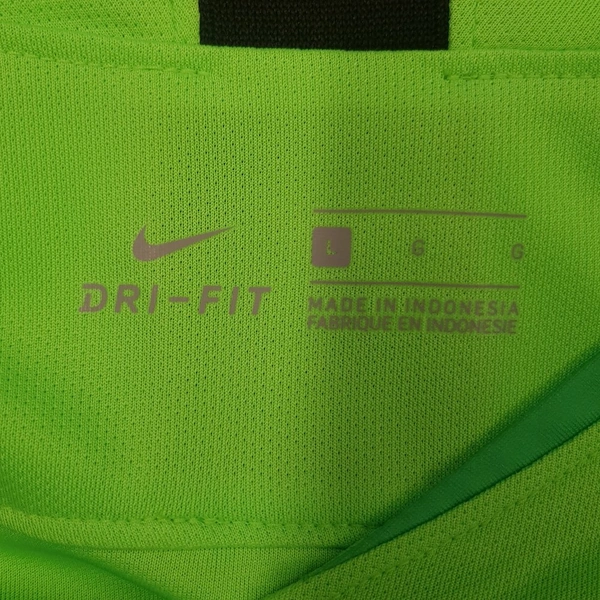 DRI-FIT
L G G
MADE IN INDONESIA
FABRIQUE EN INDONESIE